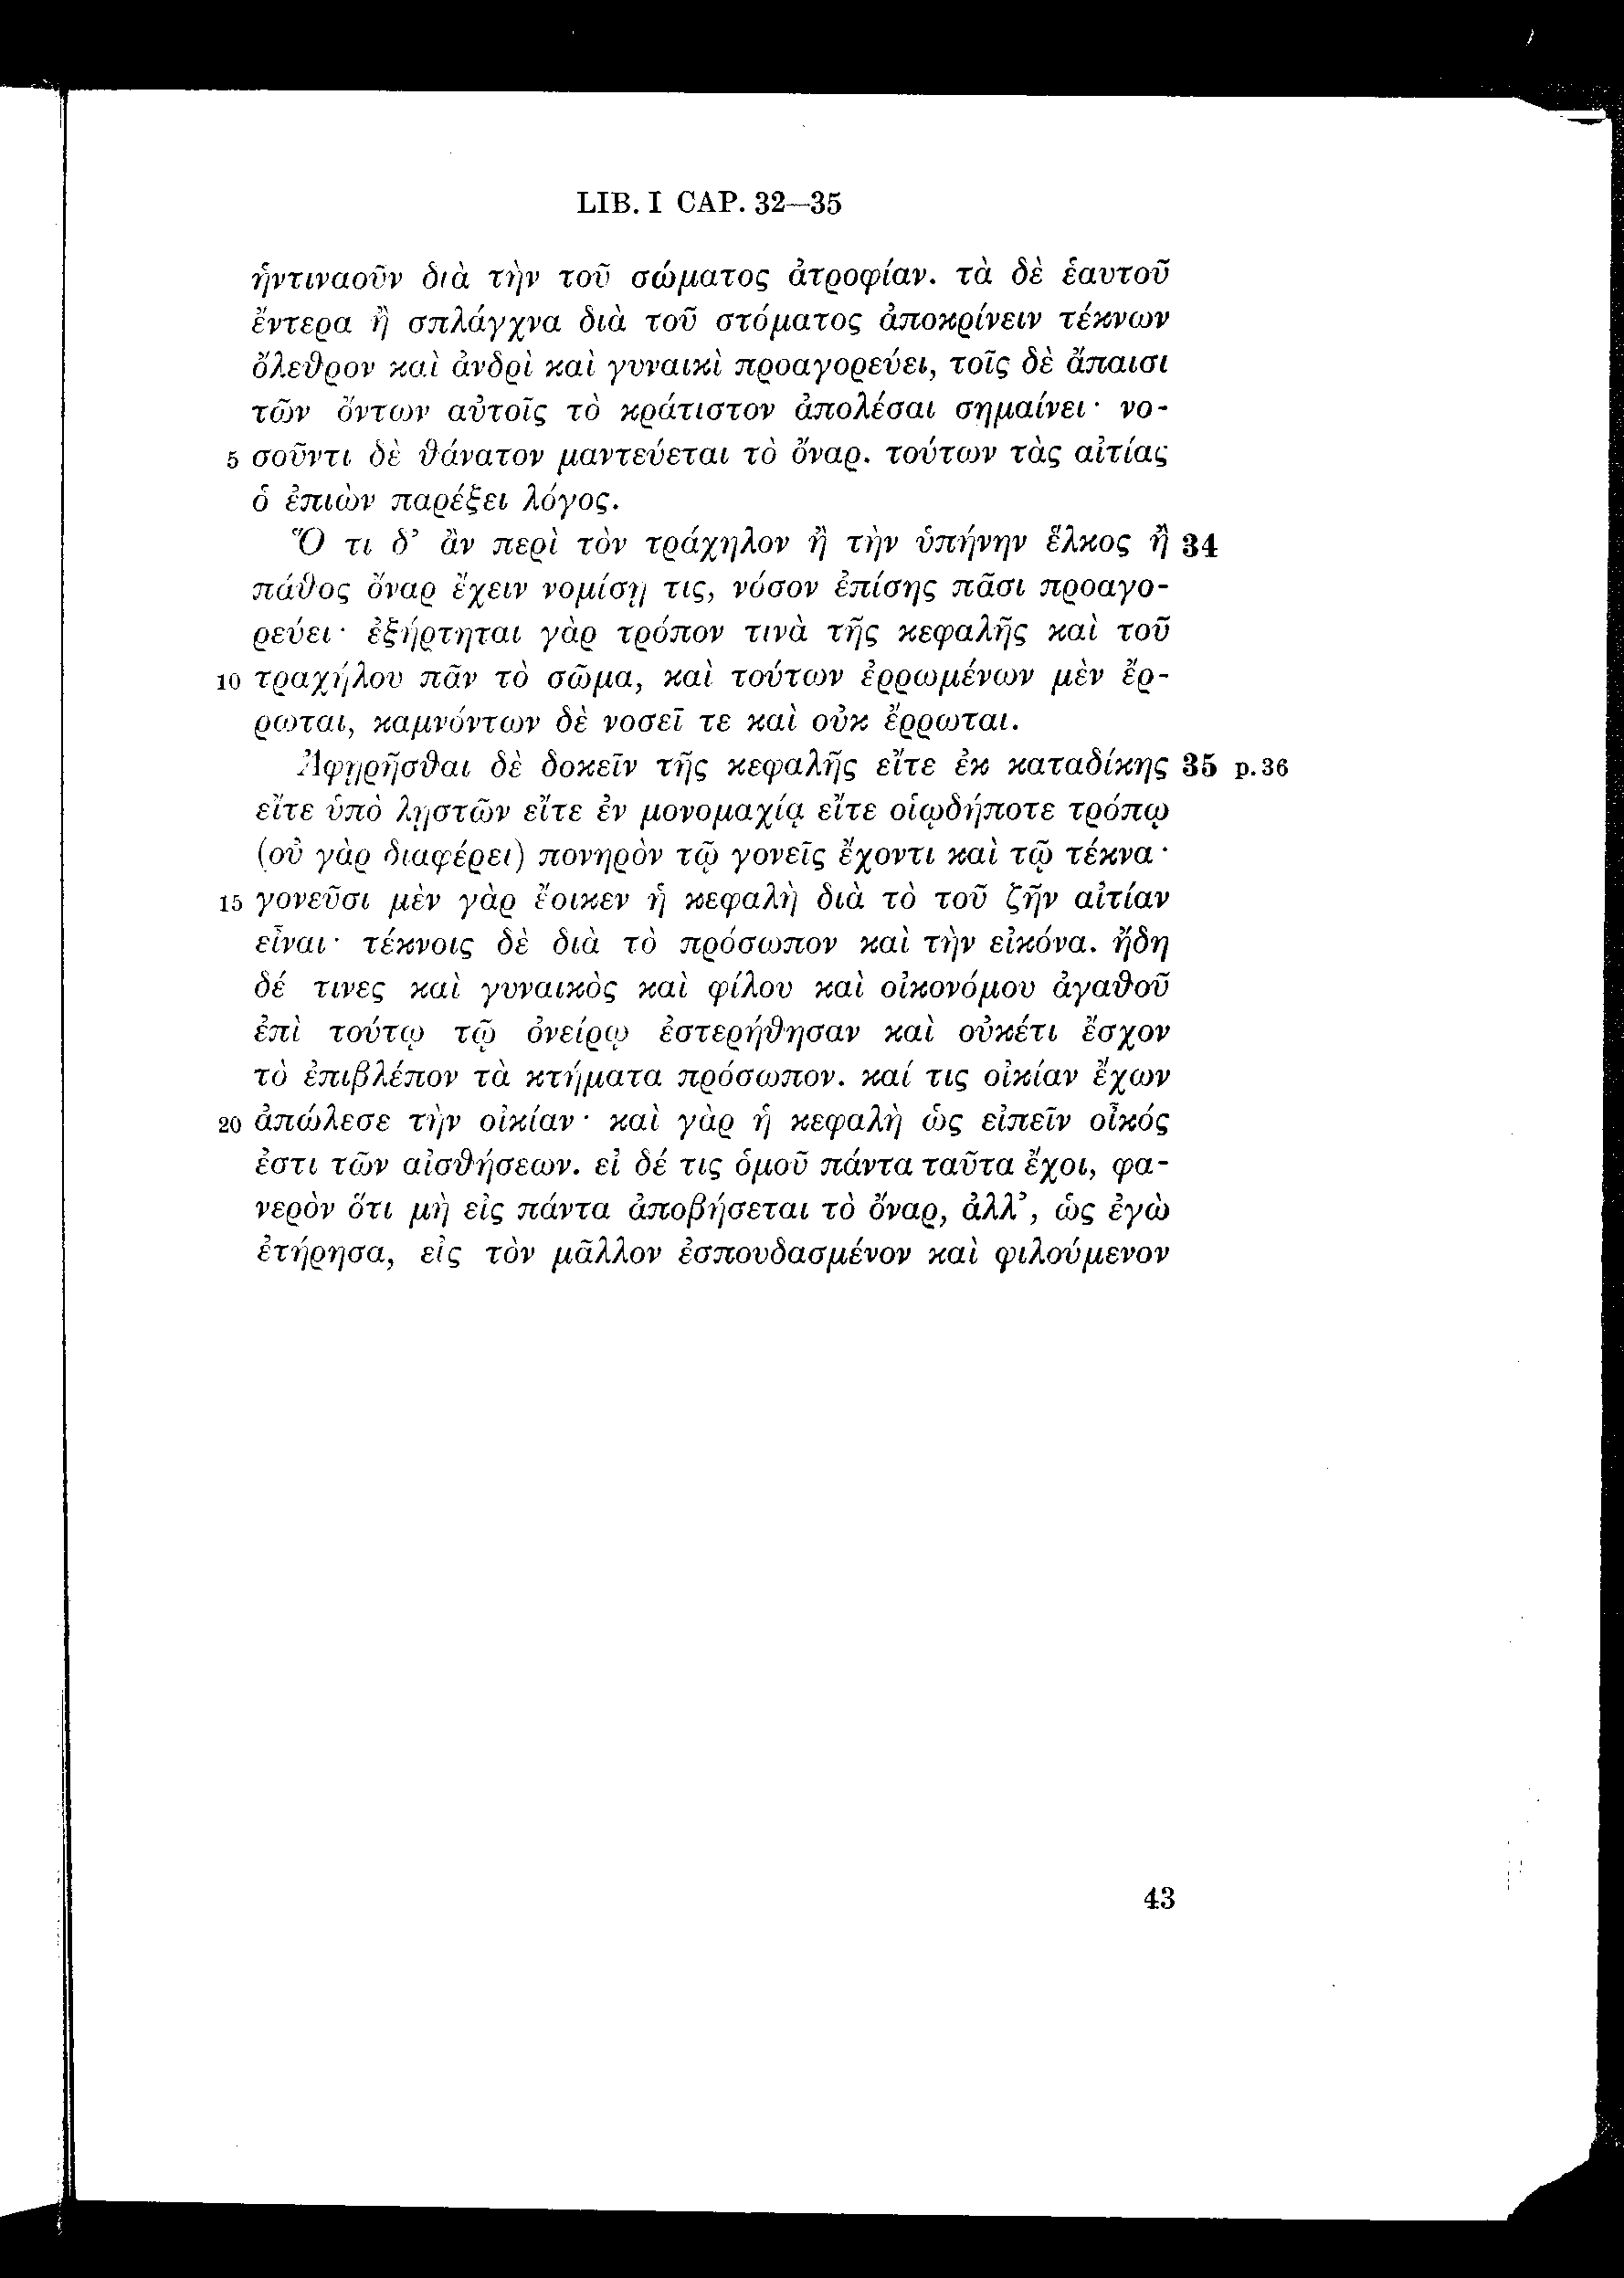 LIB. I CAP. 32—35
ἡντιναοῦν διὰ τὴν τοῦ σώματος ἀτροφίαν. τὰ δὲ ἑαυτοῦ
ἔντερα ἢ σπλάγχνα διὰ τοῦ στόματος ἀποκρίνειν τέκνων
ὄλεθρον καὶ ἀνδρὶ καὶ γυναικὶ προαγορεύει, τοῖς δὲ ἄπαισι
τῶν ὄντων αὐτοῖς τὸ κράτιστον ἀπολέσαι σημαίνει· νο-
5 σοῦντι δὲ θάνατον μαντεύεται τὸ ὄναρ. τούτων τὰς αἰτίας
ὁ ἐπιὼν παρέξει λόγος.
Ὅ τι δ’ ἂν περὶ τὸν τράχηλον ἢ τὴν ὑπήνην ἕλκος ἢ 34
πάθος ὄναρ ἔχειν νομίσῃ τις, νόσον ἐπίσης πᾶσι προαγο-
ρεύει· ἐξήρτηται γὰρ τρόπον τινὰ τῆς κεφαλῆς καὶ τοῦ
10 τραχήλου πᾶν τὸ σῶμα, καὶ τούτων ἐρρωμένων μὲν ἔρ-
ρωται, καμνόντων δὲ νοσεῖ τε καὶ οὐκ ἔρρωται.
Ἀφῃρῆσθαι δὲ δοκεῖν τῆς κεφαλῆς εἴτε ἐκ καταδίκης 35 p. 36
εἴτε ὑπὸ λῃστῶν εἴτε ἐν μονομαχίᾳ εἴτε οἱῳδήποτε τρόπῳ
(οὐ γὰρ διαφέρει) πονηρὸν τῷ γονεῖς ἔχοντι καὶ τῷ τέκνα·
15 γονεῦσι μὲν γὰρ ἔοικεν ἡ κεφαλὴ διὰ τὸ τοῦ ζῆν αἰτίαν
εἶναι· τέκνοις δὲ διὰ τὸ πρόσωπον καὶ τὴν εἰκόνα. ἤδη
δέ τινες καὶ γυναικὸς καὶ φίλου καὶ οἰκονόμου ἀγαθοῦ
ἐπὶ τούτῳ τῷ ὀνείρῳ ἐστερήθησαν καὶ οὐκέτι ἔσχον
τὸ ἐπιβλέπον τὰ κτήματα πρόσωπον. καί τις οἰκίαν ἔχων
20 ἀπώλεσε τὴν οἰκίαν· καὶ γὰρ ἡ κεφαλὴ ὡς εἰπεῖν οἶκός
ἐστι τῶν αἰσθήσεων. εἰ δέ τις ὁμοῦ πάντα ταῦτα ἔχοι, φα-
νερὸν ὅτι μὴ εἰς πάντα ἀποβήσεται τὸ ὄναρ, ἀλλ’, ὡς ἐγὼ
ἐτήρησα, εἰς τὸν μᾶλλον ἐσπουδασμένον καὶ φιλούμενον
43